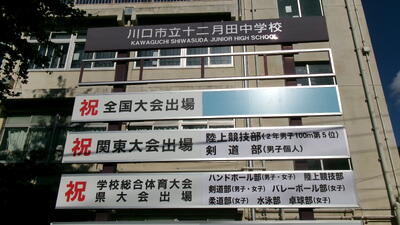 川口市立十二月田中学校
KAWAGUCHI SHIWASUDA JUNIOR HIGH SCHOOL
祝 全国大会出場
祝 関東大会出場 陸上競技部(2年男子100m第5位)
剣道部(男子個人)
祝 学校総合体育大会 県大会出場
ハンドボール部(男子・女子) 陸上競技部
剣道部(男子・女子) バレーボール部(女子)
柔道部(女子) 水泳部 卓球部(女子)